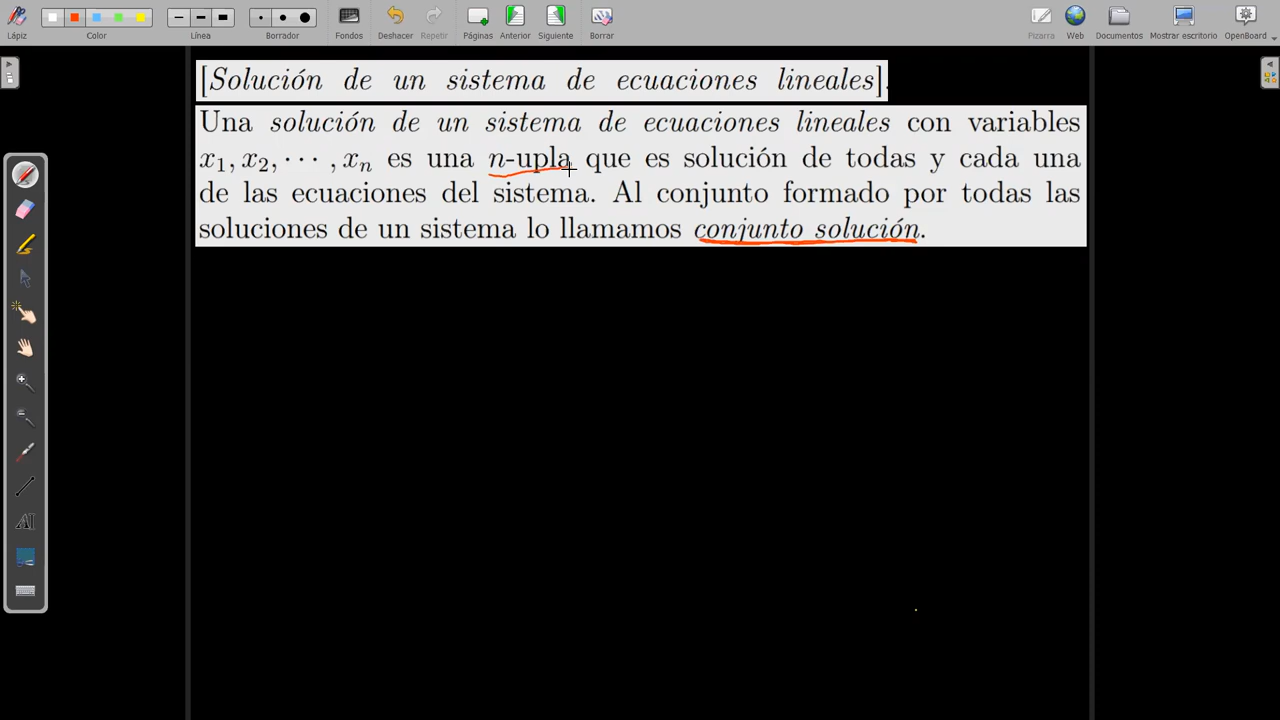 Lápiz Color Línea Borrador Fondos Deshacer Repetir Páginas Anterior Siguiente Borrar Pizarra Web Documentos Mostrar escritorio OpenBoard
[Solución de un sistema de ecuaciones lineales].
Una solución de un sistema de ecuaciones lineales con variables
x₁, x₂, ⋯ , xₙ es una n-upla que es solución de todas y cada una
de las ecuaciones del sistema. Al conjunto formado por todas las
soluciones de un sistema lo llamamos conjunto solución.
AI